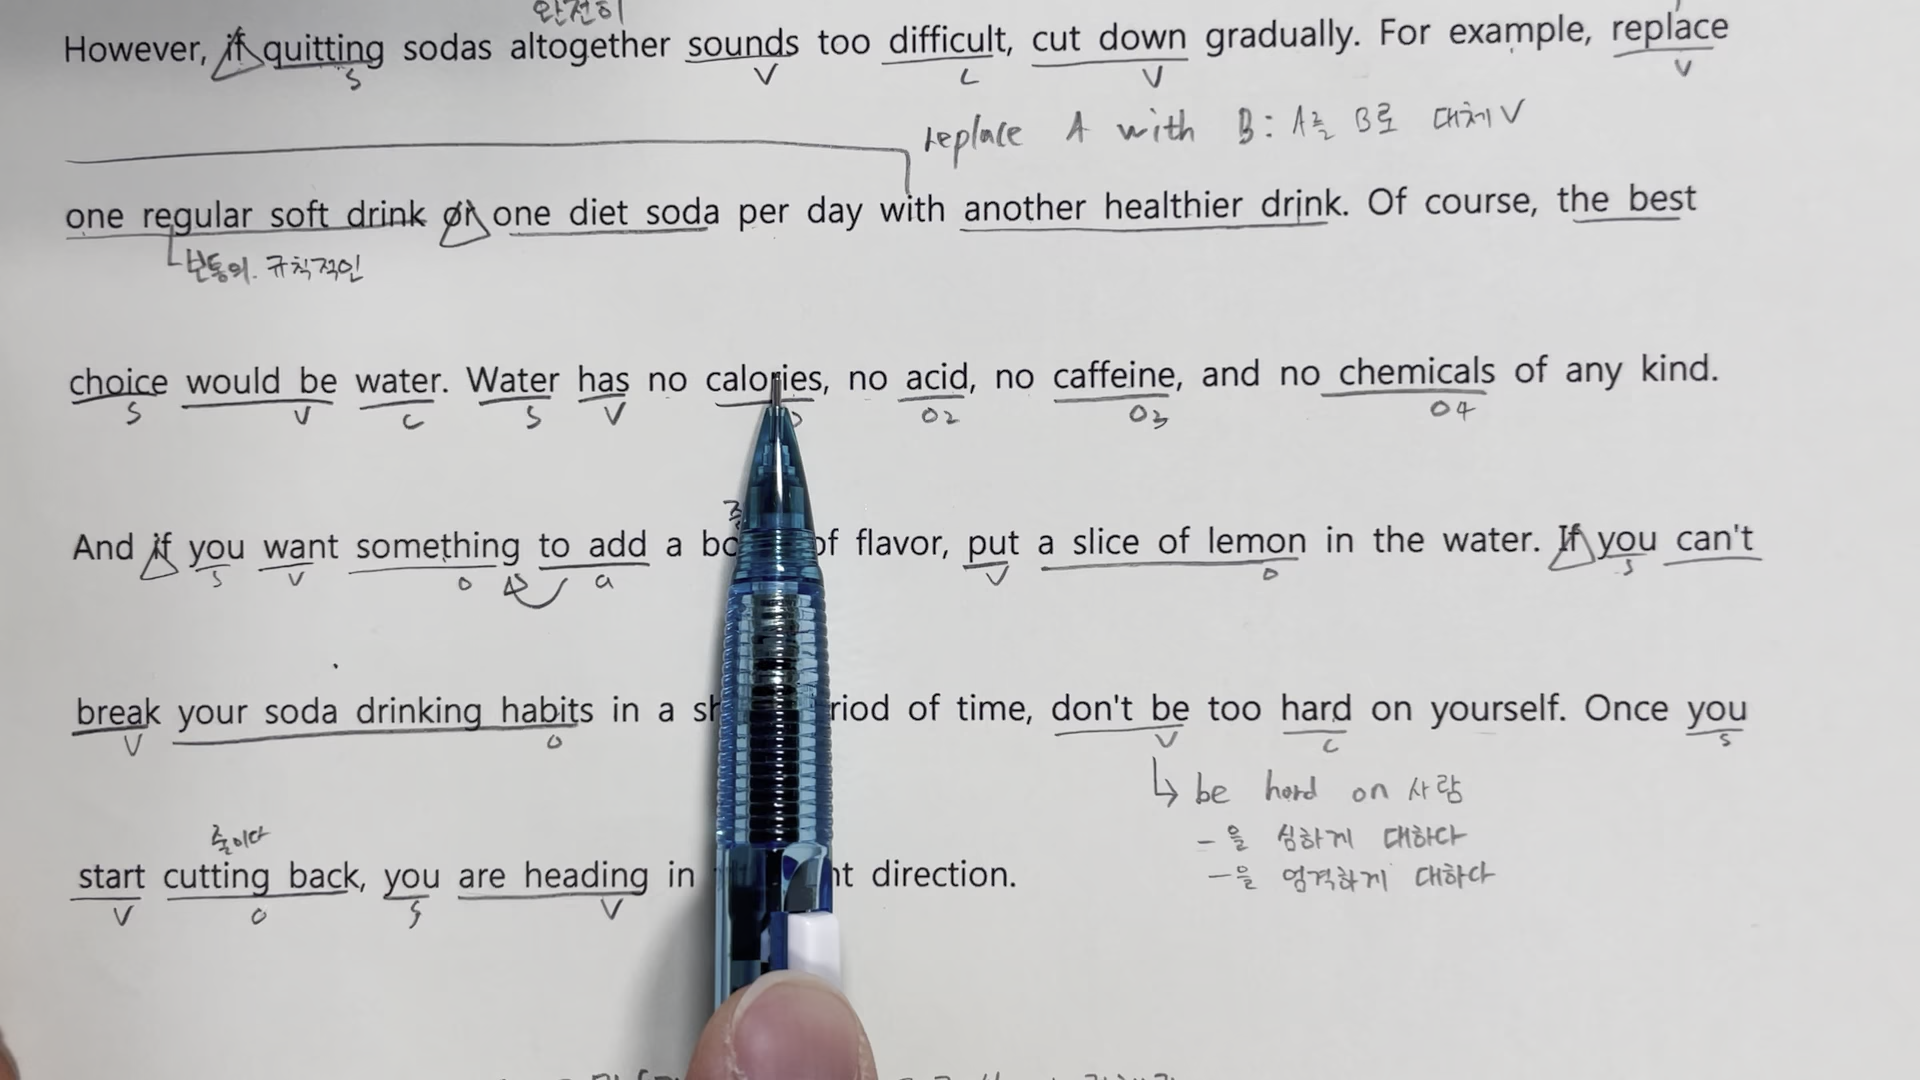 완전히
However, if quitting sodas altogether sounds too difficult, cut down gradually. For example, replace
S V C V V
replace A with B : A를 B로 대체V
one regular soft drink or one diet soda per day with another healthier drink. Of course, the best
보통의. 규칙적인
choice would be water. Water has no calories, no acid, no caffeine, and no chemicals of any kind.
S V C S V O2 O3 O4
And if you want something to add a of flavor, put a slice of lemon in the water. If you can't
S V O a V O S
break your soda drinking habits in a of time, don't be too hard on yourself. Once you
V O V C S
be hard on 사람
-을 심하게 대하다
-을 엄격하게 대하다
줄이다
start cutting back, you are heading in direction.
V O S V